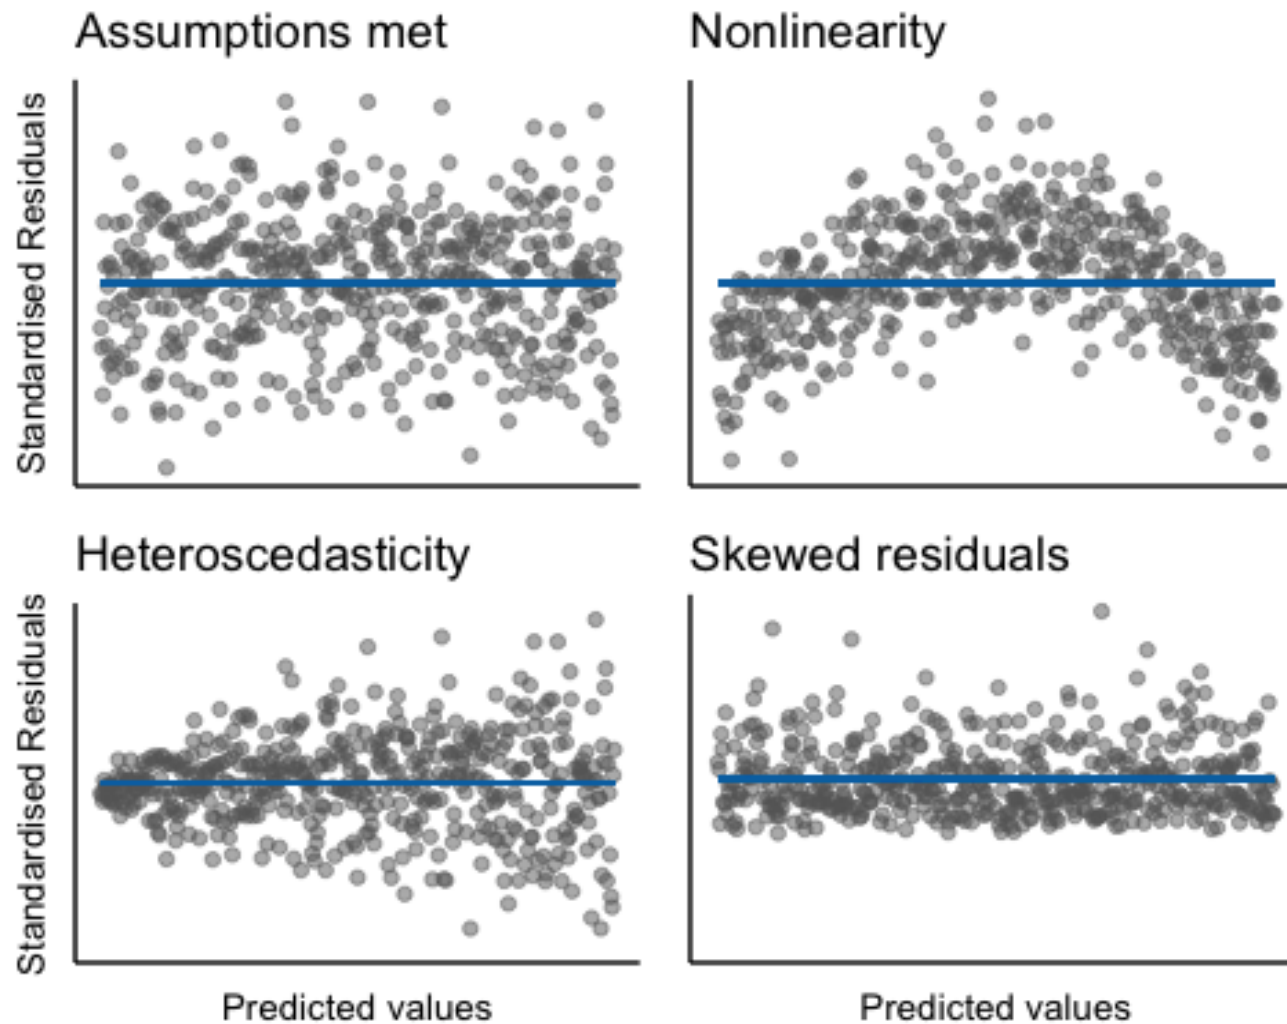 Assumptions met
Nonlinearity
Standardised Residuals
Heteroscedasticity
Skewed residuals
Standardised Residuals
Predicted values
Predicted values